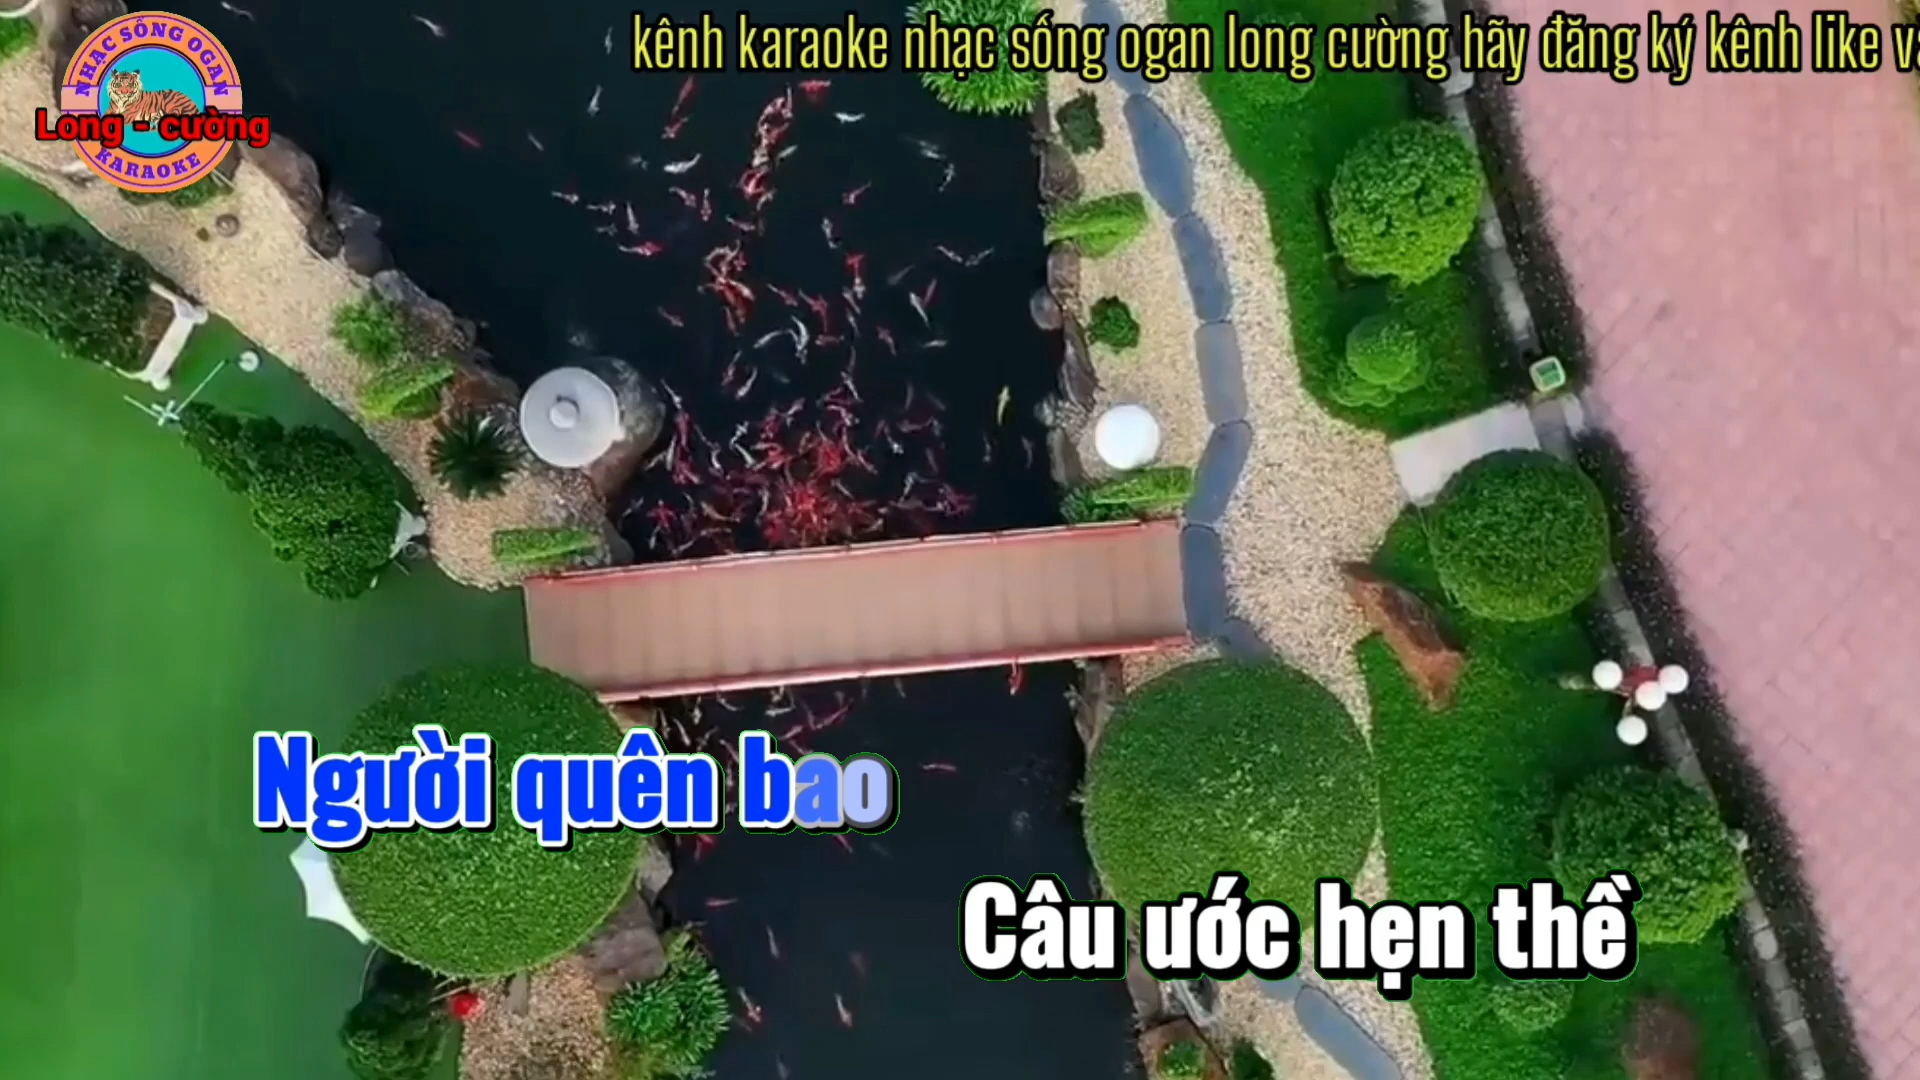 kênh karaoke nhạc sống ogan long cường hãy đăng ký kênh like
NHẠC SỐNG OGAN
Long - cường
KARAOKE
Người quên bao
Câu ước hẹn thề